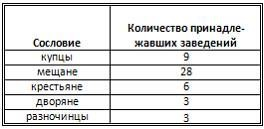 Сословие Количество принадле-
жавших заведений
купцы 9
мещане 28
крестьяне 6
дворяне 3
разночинцы 3